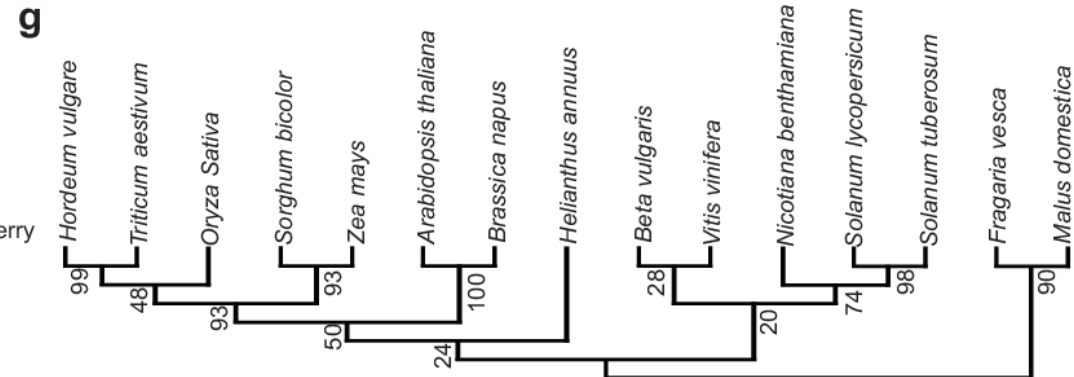 g
Hordeum vulgare
Triticum aestivum
Oryza Sativa
Sorghum bicolor
Zea mays
Arabidopsis thaliana
Brassica napus
Helianthus annuus
Beta vulgaris
Vitis vinifera
Nicotiana benthamiana
Solanum lycopersicum
Solanum tuberosum
Fragaria vesca
Malus domestica
erry
99
48
93
93
50
100
24
28
20
74
98
90